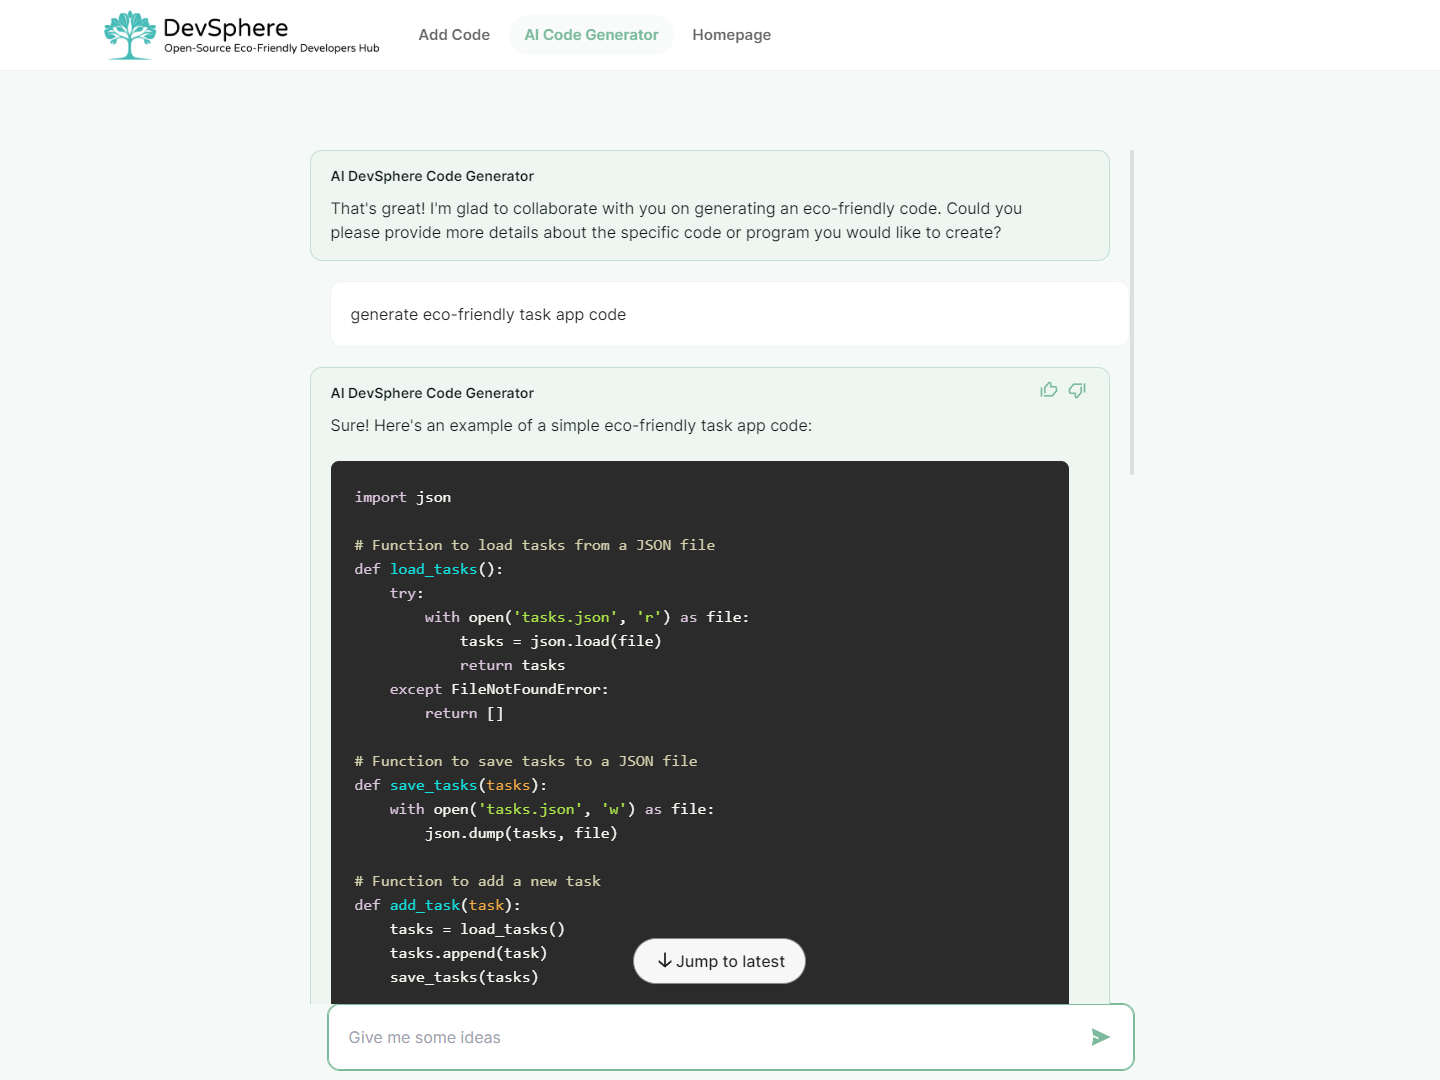 DevSphere
Open-Source Eco-Friendly Developers Hub
Add Code
AI Code Generator
Homepage
AI DevSphere Code Generator
That's great! I'm glad to collaborate with you on generating an eco-friendly code. Could you
please provide more details about the specific code or program you would like to create?
generate eco-friendly task app code
AI DevSphere Code Generator
Sure! Here's an example of a simple eco-friendly task app code:
import json
# Function to load tasks from a JSON file
def load_tasks():
    try:
        with open('tasks.json', 'r') as file:
            tasks = json.load(file)
            return tasks
    except FileNotFoundError:
        return []
# Function to save tasks to a JSON file
def save_tasks(tasks):
    with open('tasks.json', 'w') as file:
        json.dump(tasks, file)
# Function to add a new task
def add_task(task):
    tasks = load_tasks()
    tasks.append(task)
    save_tasks(tasks)
Jump to latest
Give me some ideas